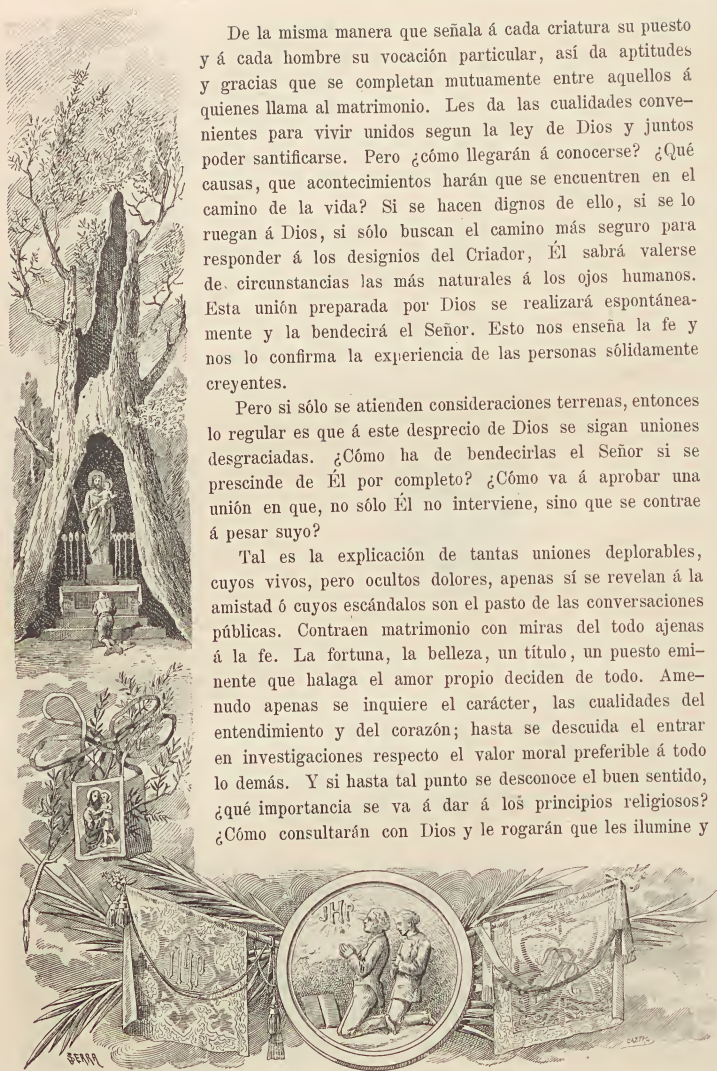 De la misma manera que señala á cada criatura su puesto
y á cada hombre su vocación particular, así da aptitudes
y gracias que se completan mutuamente entre aquellos á
quienes llama al matrimonio. Les da las cualidades conve–
nientes para vivir unidos segun la ley de Dios y juntos
poder santificarse. Pero ¿cómo llegarán á conocerse? ¿Qué
causas, que acontecimientos harán que se encuentren en el
camino de la vida? Si se hacen dignos de ello, si se lo
ruegan á Dios, si sólo buscan el camino más seguro para
responder á los designios del Criador, Él sabrá valerse
de circunstancias las más naturales á los ojos humanos.
Esta unión preparada por Dios se realizará espontánea–
mente y la bendecirá el Señor. Esto nos enseña la fe y
nos lo confirma la experiencia de las personas sólidamente
creyentes.
Pero si sólo se atienden consideraciones terrenas, entonces
lo regular es que á este desprecio de Dios se sigan uniones
desgraciadas. ¿Cómo ha de bendecirlas el Señor si se
prescinde de Él por completo? ¿Cómo va á aprobar una
unión en que, no sólo Él no interviene, sino que se contrae
á pesar suyo?
Tal es la explicación de tantas uniones deplorables,
cuyos vivos, pero ocultos dolores, apenas sí se revelan á la
amistad ó cuyos escándalos son el pasto de las conversaciones
públicas. Contraen matrimonio con miras del todo ajenas
á la fe. La fortuna, la belleza, un título, un puesto emi–
nente que halaga el amor propio deciden de todo. Ame–
nudo apenas se inquiere el carácter, las cualidades del
entendimiento y del corazón; hasta se descuida el entrar
en investigaciones respecto el valor moral preferible á todo
lo demás. Y si hasta tal punto se desconoce el buen sentido,
¿qué importancia se va á dar á los principios religiosos?
¿Cómo consultarán con Dios y le rogarán que les ilumine y
JHP
JHP
SERRA